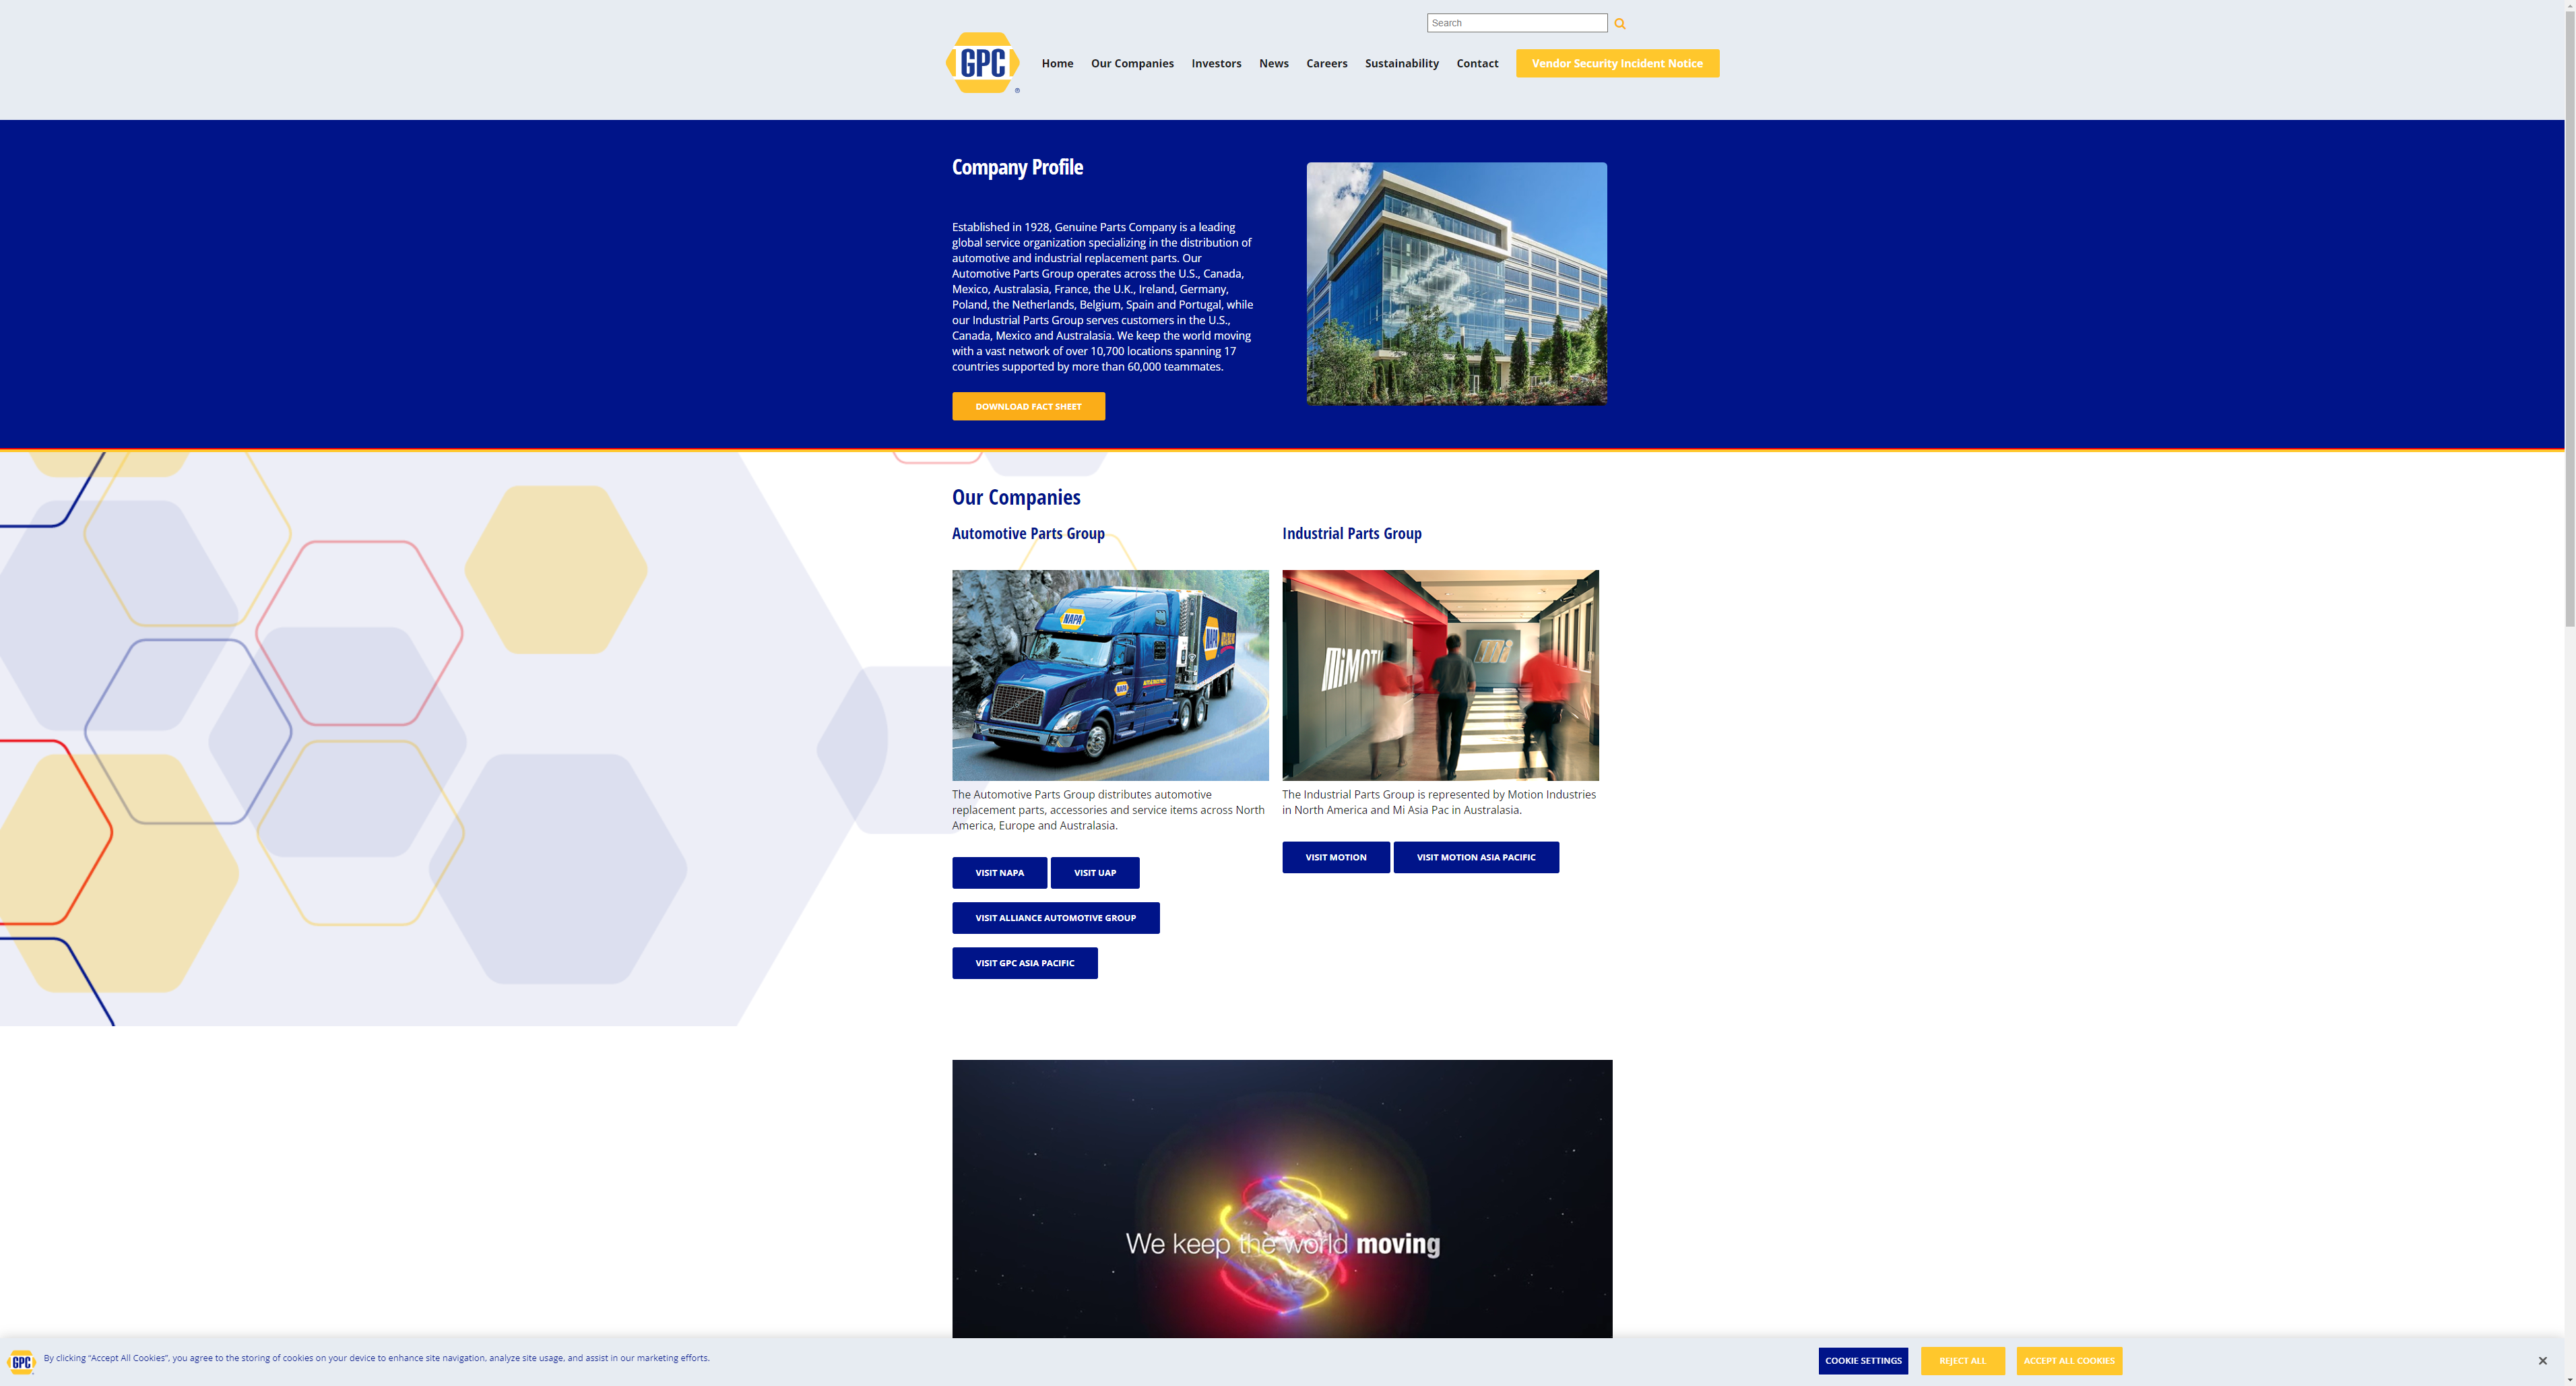 Search
GPC
®
Home Our Companies Investors News Careers Sustainability Contact Vendor Security Incident Notice
Company Profile
Established in 1928, Genuine Parts Company is a leading
global service organization specializing in the distribution of
automotive and industrial replacement parts. Our
Automotive Parts Group operates across the U.S., Canada,
Mexico, Australasia, France, the U.K., Ireland, Germany,
Poland, the Netherlands, Belgium, Spain and Portugal, while
our Industrial Parts Group serves customers in the U.S.,
Canada, Mexico and Australasia. We keep the world moving
with a vast network of over 10,700 locations spanning 17
countries supported by more than 60,000 teammates.
DOWNLOAD FACT SHEET
Our Companies
Automotive Parts Group
NAPA
NAPA
NAPA
The Automotive Parts Group distributes automotive
replacement parts, accessories and service items across North
America, Europe and Australasia.
VISIT NAPA VISIT UAP
VISIT ALLIANCE AUTOMOTIVE GROUP
VISIT GPC ASIA PACIFIC
Industrial Parts Group
Mi MOTI
Mi
The Industrial Parts Group is represented by Motion Industries
in North America and Mi Asia Pac in Australasia.
VISIT MOTION VISIT MOTION ASIA PACIFIC
We keep the world moving
GPC
By clicking “Accept All Cookies”, you agree to the storing of cookies on your device to enhance site navigation, analyze site usage, and assist in our marketing efforts.
COOKIE SETTINGS REJECT ALL ACCEPT ALL COOKIES